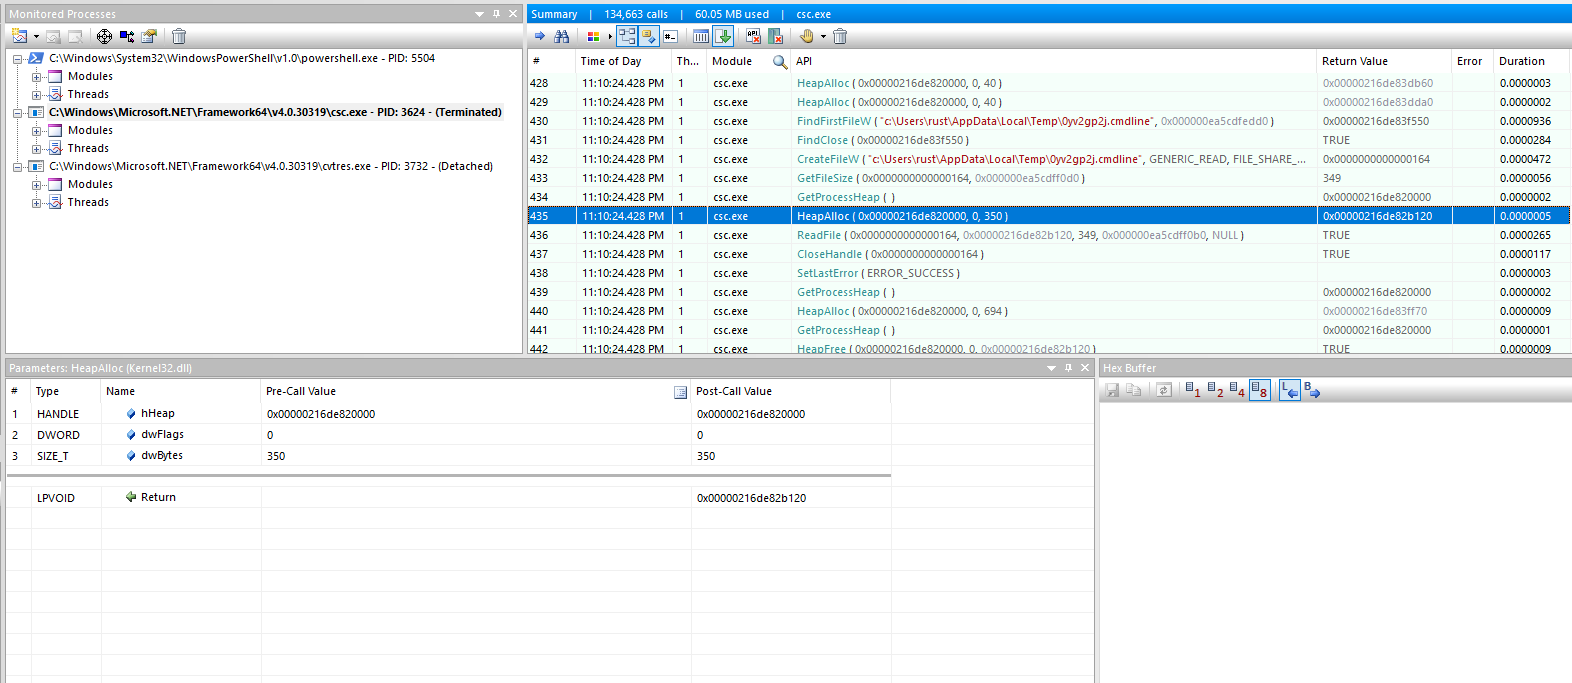 Monitored Processes
C:\Windows\System32\WindowsPowerShell\v1.0\powershell.exe - PID: 5504
Modules
Threads
C:\Windows\Microsoft.NET\Framework64\v4.0.30319\csc.exe - PID: 3624 - (Terminated)
Modules
Threads
C:\Windows\Microsoft.NET\Framework64\v4.0.30319\cvtres.exe - PID: 3732 - (Detached)
Modules
Threads
Summary | 134,663 calls | 60.05 MB used | csc.exe
# Time of Day Th... Module API Return Value Error Duration
428 11:10:24.428 PM 1 csc.exe HeapAlloc ( 0x00000216de820000, 0, 40 ) 0x00000216de83db60 0.0000003
429 11:10:24.428 PM 1 csc.exe HeapAlloc ( 0x00000216de820000, 0, 40 ) 0x00000216de83dda0 0.0000002
430 11:10:24.428 PM 1 csc.exe FindFirstFileW ( "c:\Users\rust\AppData\Local\Temp\0yv2gp2j.cmdline", 0x000000ea5cdfedd0 ) 0x00000216de83f550 0.0000936
431 11:10:24.428 PM 1 csc.exe FindClose ( 0x00000216de83f550 ) TRUE 0.0000284
432 11:10:24.428 PM 1 csc.exe CreateFileW ( "c:\Users\rust\AppData\Local\Temp\0yv2gp2j.cmdline", GENERIC_READ, FILE_SHARE_... 0x0000000000000164 0.0000472
433 11:10:24.428 PM 1 csc.exe GetFileSize ( 0x0000000000000164, 0x000000ea5cdff0d0 ) 349 0.0000056
434 11:10:24.428 PM 1 csc.exe GetProcessHeap ( ) 0x00000216de820000 0.0000002
435 11:10:24.428 PM 1 csc.exe HeapAlloc ( 0x00000216de820000, 0, 350 ) 0x00000216de82b120 0.0000005
436 11:10:24.428 PM 1 csc.exe ReadFile ( 0x0000000000000164, 0x00000216de82b120, 349, 0x000000ea5cdff0b0, NULL ) TRUE 0.0000265
437 11:10:24.428 PM 1 csc.exe CloseHandle ( 0x0000000000000164 ) TRUE 0.0000117
438 11:10:24.428 PM 1 csc.exe SetLastError ( ERROR_SUCCESS ) 0.0000003
439 11:10:24.428 PM 1 csc.exe GetProcessHeap ( ) 0x00000216de820000 0.0000002
440 11:10:24.428 PM 1 csc.exe HeapAlloc ( 0x00000216de820000, 0, 694 ) 0x00000216de83ff70 0.0000009
441 11:10:24.428 PM 1 csc.exe GetProcessHeap ( ) 0x00000216de820000 0.0000001
442 11:10:24.428 PM 1 csc.exe HeapFree ( 0x00000216de820000, 0, 0x00000216de82b120 ) TRUE 0.0000009
Parameters: HeapAlloc (Kernel32.dll)
# Type Name Pre-Call Value Post-Call Value
1 HANDLE hHeap 0x00000216de820000 0x00000216de820000
2 DWORD dwFlags 0 0
3 SIZE_T dwBytes 350 350
LPVOID Return 0x00000216de82b120
Hex Buffer
1 2 4 8 L B